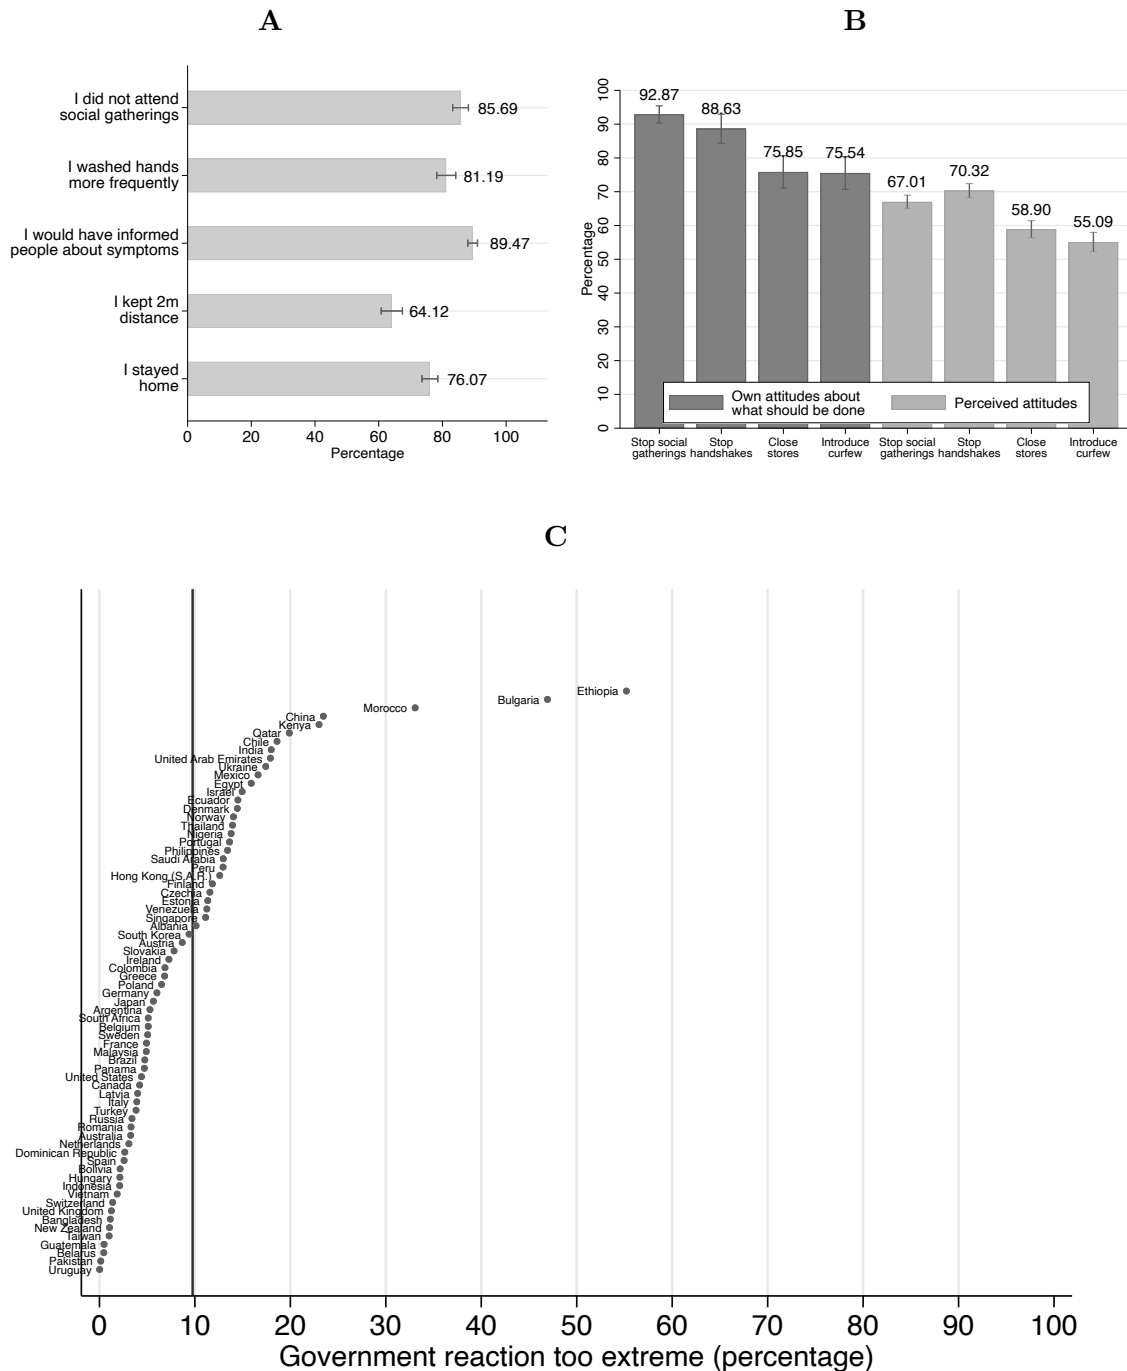 A
I did not attend
social gatherings
85.69
I washed hands
more frequently
81.19
I would have informed
people about symptoms
89.47
I kept 2m
distance
64.12
I stayed
home
76.07
0 20 40 60 80 100
Percentage
B
Percentage
100
90
80
70
60
50
40
30
20
10
0
92.87
88.63
75.85
75.54
67.01
70.32
58.90
55.09
Own attitudes about
what should be done
Perceived attitudes
Stop social
gatherings
Stop
handshakes
Close
stores
Introduce
curfew
Stop social
gatherings
Stop
handshakes
Close
stores
Introduce
curfew
C
Ethiopia
Bulgaria
Morocco
China
Kenya
Qatar
Chile
India
United Arab Emirates
Ukraine
Mexico
Egypt
Israel
Ecuador
Denmark
Norway
Thailand
Nigeria
Portugal
Philippines
Saudi Arabia
Peru
Hong Kong (S.A.R.)
Finland
Czechia
Estonia
Venezuela
Singapore
Albania
South Korea
Austria
Slovakia
Ireland
Colombia
Greece
Poland
Germany
Japan
Argentina
South Africa
Belgium
Sweden
France
Malaysia
Brazil
Panama
United States
Canada
Latvia
Italy
Turkey
Russia
Romania
Australia
Netherlands
Dominican Republic
Spain
Bolivia
Hungary
Indonesia
Vietnam
Switzerland
United Kingdom
Bangladesh
New Zealand
Taiwan
Guatemala
Belarus
Pakistan
Uruguay
0 10 20 30 40 50 60 70 80 90 100
Government reaction too extreme (percentage)